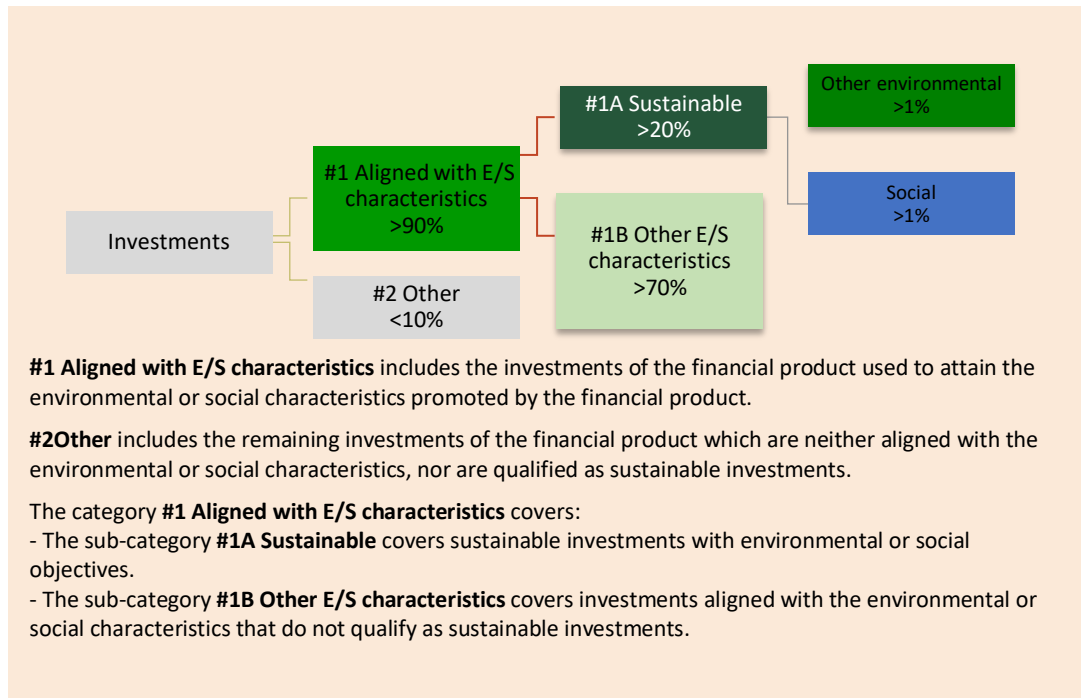 Investments
#1 Aligned with E/S
characteristics
>90%
#2 Other
<10%
#1A Sustainable
>20%
#1B Other E/S
characteristics
>70%
Other environmental
>1%
Social
>1%
#1 Aligned with E/S characteristics includes the investments of the financial product used to attain the
environmental or social characteristics promoted by the financial product.
#2Other includes the remaining investments of the financial product which are neither aligned with the
environmental or social characteristics, nor are qualified as sustainable investments.
The category #1 Aligned with E/S characteristics covers:
- The sub-category #1A Sustainable covers sustainable investments with environmental or social
objectives.
- The sub-category #1B Other E/S characteristics covers investments aligned with the environmental or
social characteristics that do not qualify as sustainable investments.